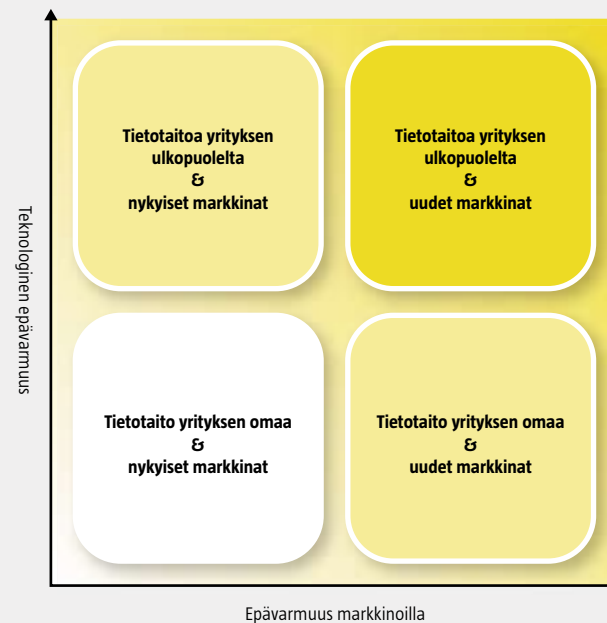 Tietotaitoa yrityksen
ulkopuolelta
&
nykyiset markkinat
Tietotaitoa yrityksen
ulkopuolelta
&
uudet markkinat
Teknologinen epävarmuus
Tietotaito yrityksen omaa
&
nykyiset markkinat
Tietotaito yrityksen omaa
&
uudet markkinat
Epävarmuus markkinoilla